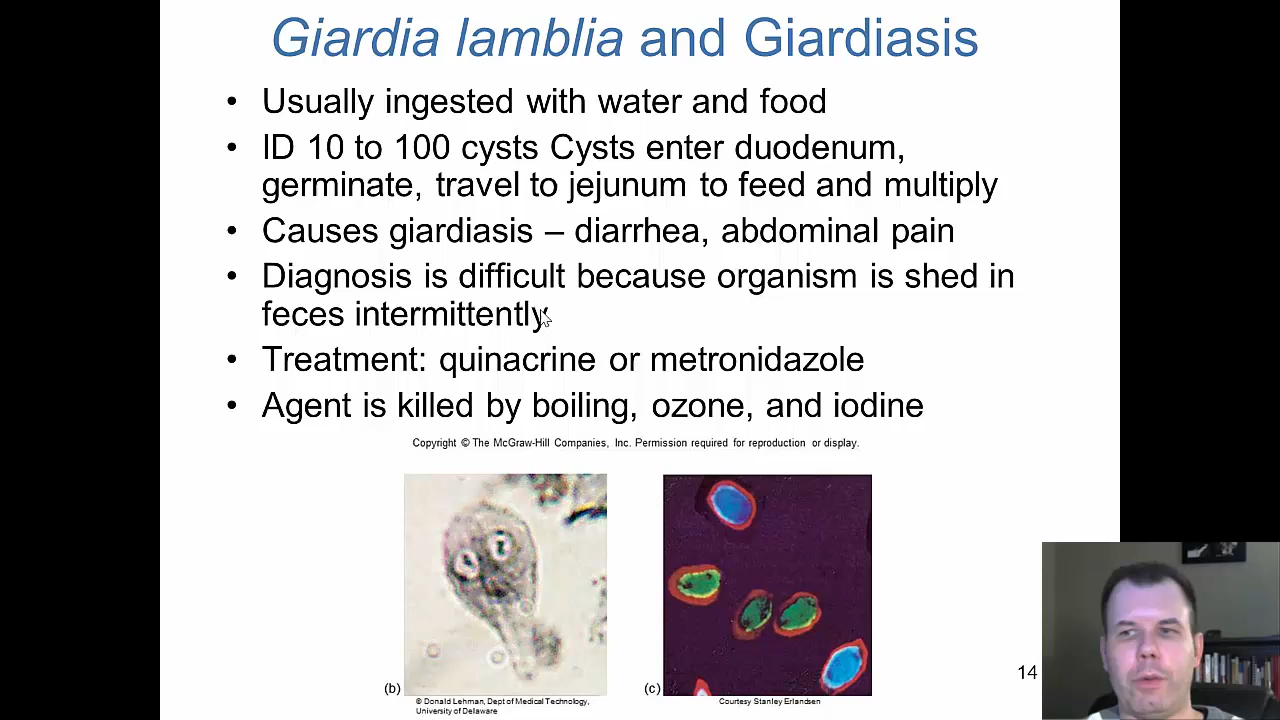 Giardia lamblia and Giardiasis
• Usually ingested with water and food
• ID 10 to 100 cysts Cysts enter duodenum,
germinate, travel to jejunum to feed and multiply
• Causes giardiasis – diarrhea, abdominal pain
• Diagnosis is difficult because organism is shed in
feces intermittently
• Treatment: quinacrine or metronidazole
• Agent is killed by boiling, ozone, and iodine
Copyright © The McGraw-Hill Companies, Inc. Permission required for reproduction or display.
14
(b)
(c)
© Donald Lehman, Dept of Medical Technology,
University of Delaware
Courtesy Stanley Erlandsen